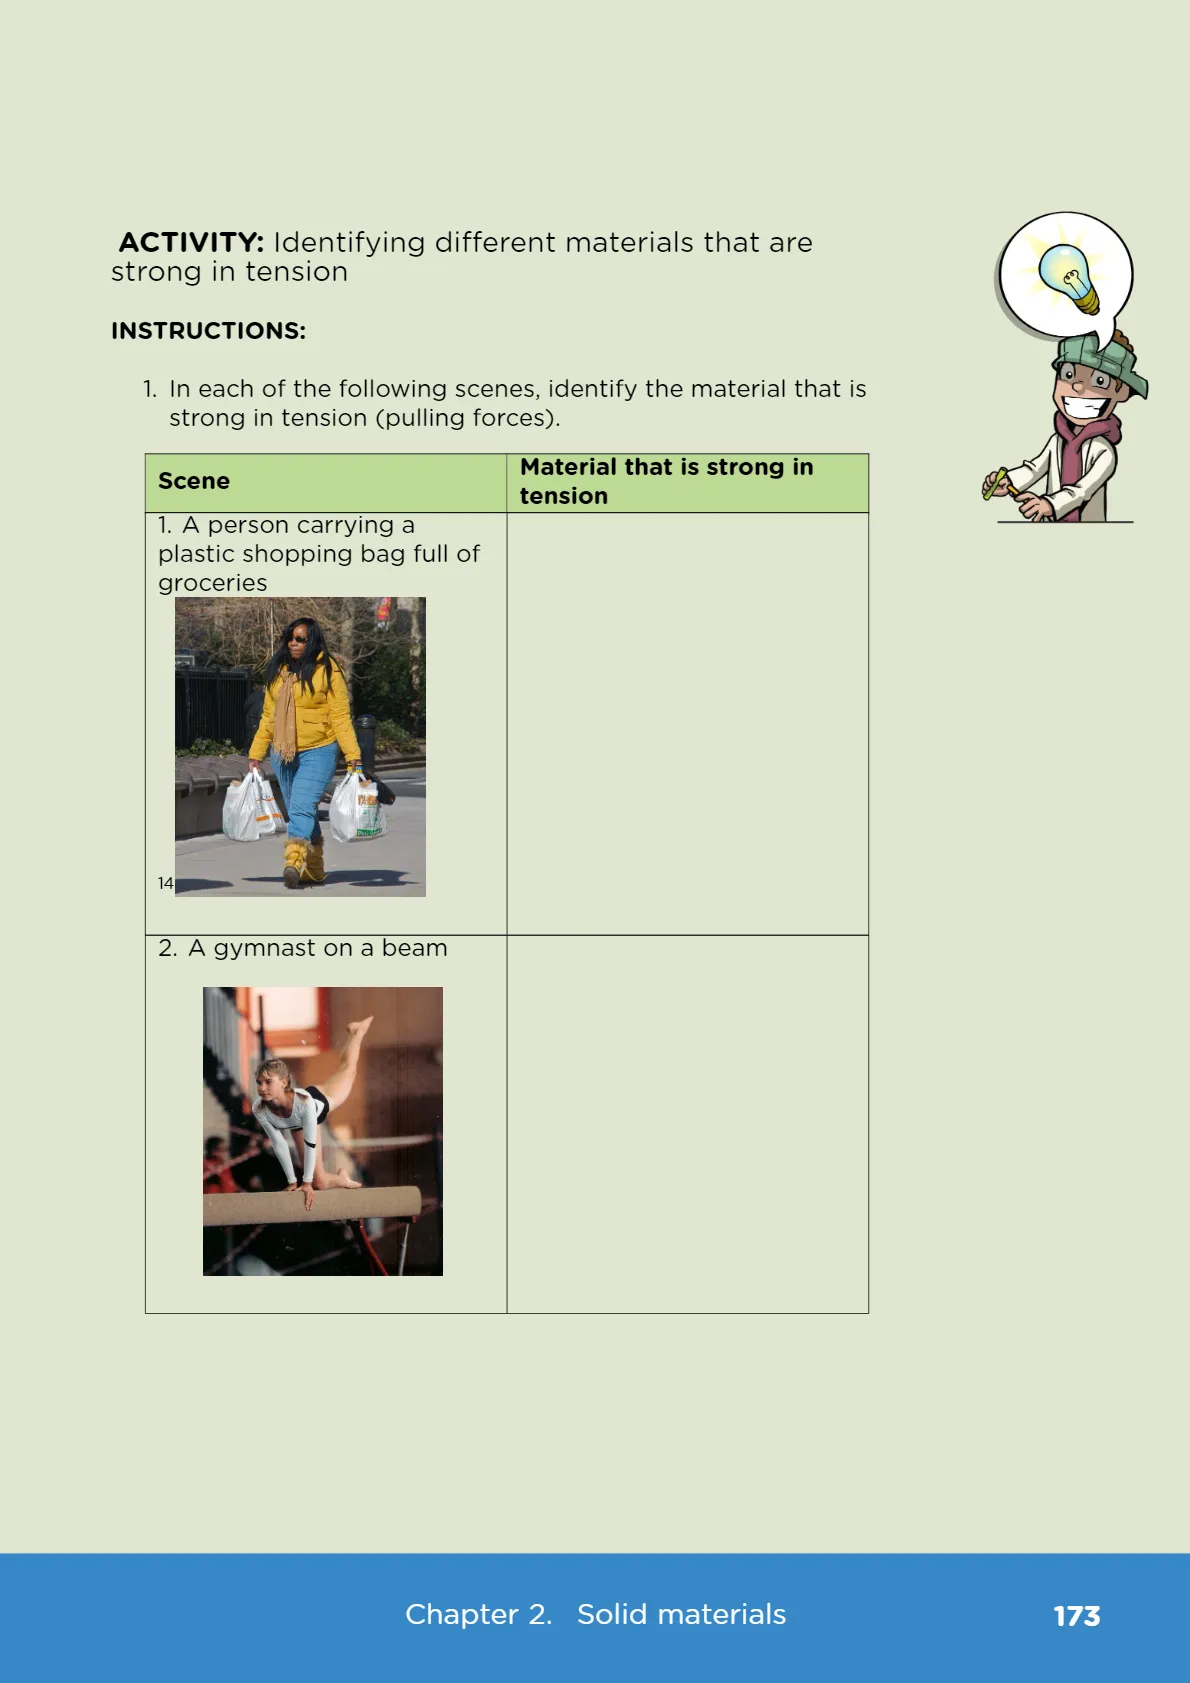 ACTIVITY: Identifying different materials that are
strong in tension
INSTRUCTIONS:
1. In each of the following scenes, identify the material that is
strong in tension (pulling forces).
Scene
Material that is strong in
tension
1. A person carrying a
plastic shopping bag full of
groceries
14
2. A gymnast on a beam
Chapter 2. Solid materials
173